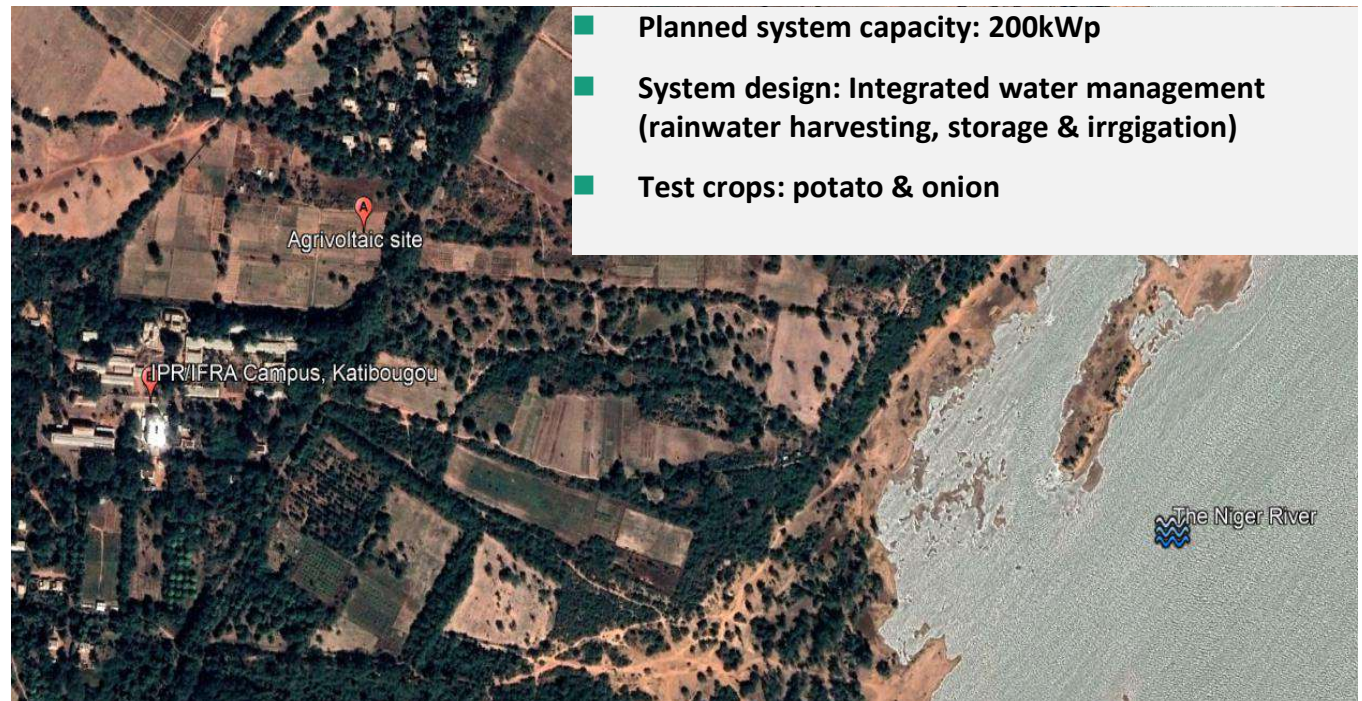 Planned system capacity: 200kWp
System design: Integrated water management
(rainwater harvesting, storage & irrgigation)
Test crops: potato & onion
A
Agrivoltaic site
IPR/IFRA Campus, Katibougou
The Niger River